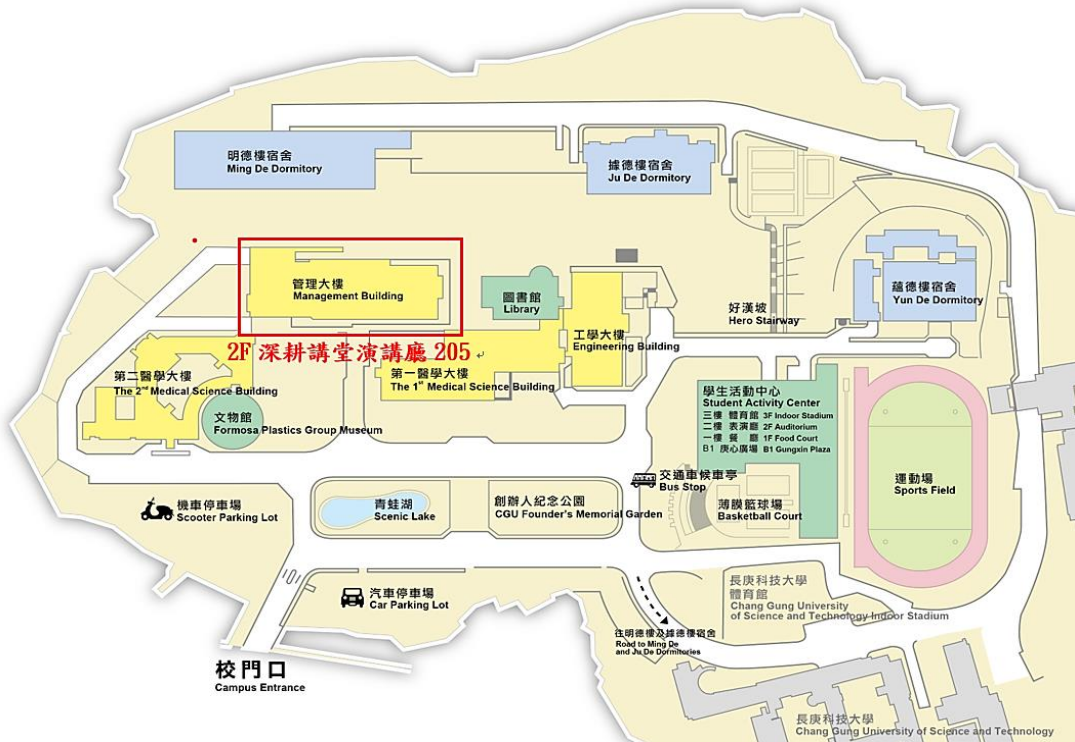 明德樓宿舍
Ming De Dormitory
據德樓宿舍
Ju De Dormitory
管理大樓
Management Building
圖書館
Library
工學大樓
Engineering Building
好漢坡
Hero Stairway
蘊德樓宿舍
Yun De Dormitory
2F 深耕講堂演講廳 205
第一醫學大樓
The 1st Medical Science Building
第二醫學大樓
The 2nd Medical Science Building
文物館
Formosa Plastics Group Museum
學生活動中心
Student Activity Center
三樓 體育館 3F Indoor Stadium
二樓 表演廳 2F Auditorium
一樓 餐廳 1F Food Court
B1 庚心廣場 B1 Gungxin Plaza
運動場
Sports Field
交通車候車亭
Bus Stop
薄膜籃球場
Basketball Court
機車停車場
Scooter Parking Lot
青蛙湖
Scenic Lake
創辦人紀念公園
CGU Founder's Memorial Garden
汽車停車場
Car Parking Lot
長庚科技大學
體育館
Chang Gung University
of Science and Technology Indoor Stadium
往明德樓及據德樓宿舍
Road to Ming De
and Ju De Dormitories
校門口
Campus Entrance
長庚科技大學
Chang Gung University of Science and Technology